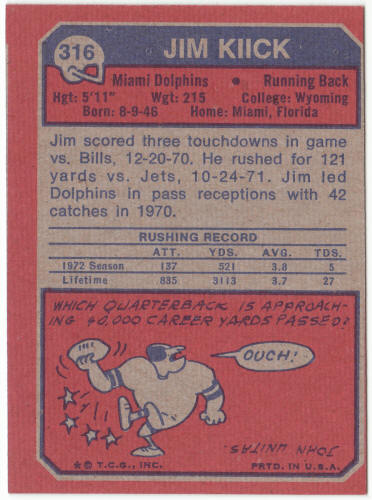 316
JIM KIICK
Miami Dolphins • Running Back
Hgt: 5'11" Wgt: 215 College: Wyoming
Born: 8-9-46 Home: Miami, Florida
Jim scored three touchdowns in game
vs. Bills, 12-20-70. He rushed for 121
yards vs. Jets, 10-24-71. Jim led
Dolphins in pass receptions with 42
catches in 1970.
RUSHING RECORD
ATT. YDS. AVG. TDS.
1972 Season 137 521 3.8 5
Lifetime 835 3113 3.7 27
WHICH QUARTERBACK IS APPROACH-
ING 40,000 CAREER YARDS PASSED?
OUCH!
JOHN UNITAS.
* © T.C.G., INC. PRTD. IN U.S.A.